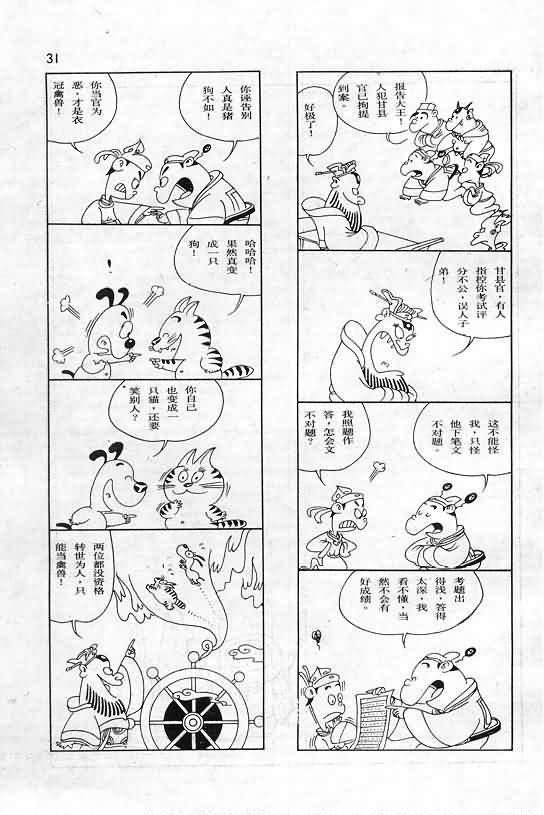 31
报告大王！
人犯甘县
官已拘提
到案。
好极了！
甘县官，有人
指控你考试评
分不公，误人子
弟！
这不能怪
我，只怪
他下笔文
不对题。
我照题作
答，怎会文
不对题？
考题出
得浅，答得
太深，我
看不懂，当
然不会有
好成绩。
你诬告别
人真是猪
狗不如！
你当官为
恶，才是衣
冠禽兽！
哈哈哈！
果然真变
成一只
狗！
！
你自己
也变成一
只猫，还要
笑别人？
两位都没资格
转世为人，只
能当禽兽！